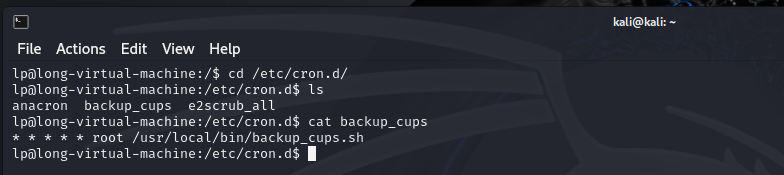 kali@kali: ~
File Actions Edit View Help
lp@long-virtual-machine:/$ cd /etc/cron.d/
lp@long-virtual-machine:/etc/cron.d$ ls
anacron  backup_cups  e2scrub_all
lp@long-virtual-machine:/etc/cron.d$ cat backup_cups
* * * * * root /usr/local/bin/backup_cups.sh
lp@long-virtual-machine:/etc/cron.d$